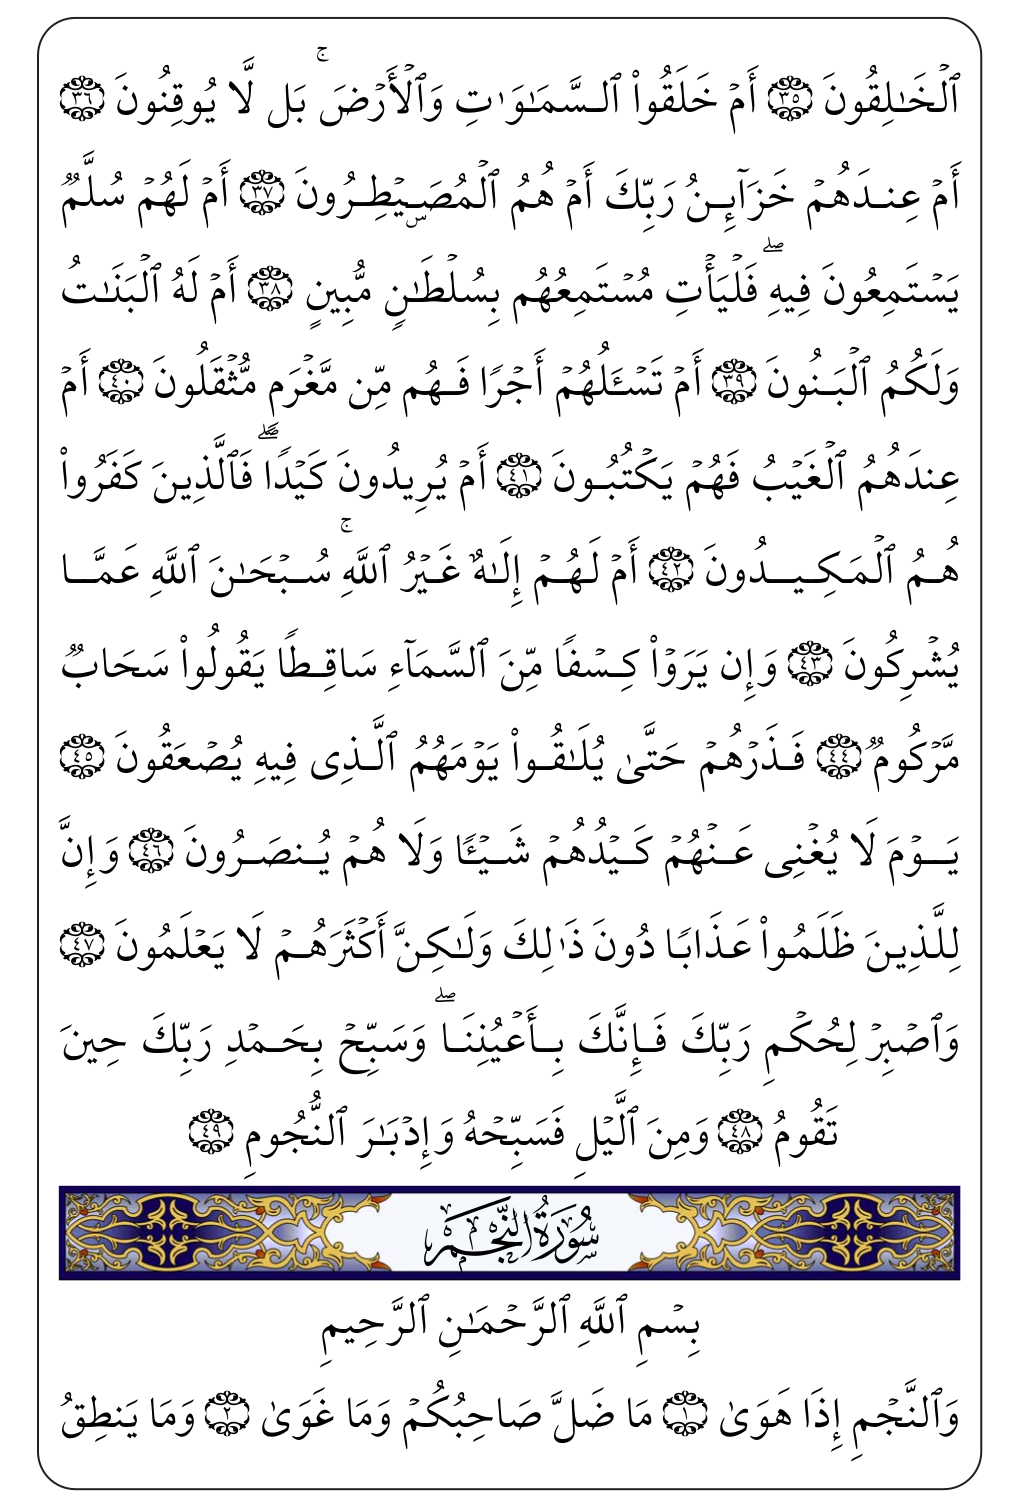 ٱلۡخَٰلِقُونَ ۝٣٥ أَمۡ خَلَقُواْ ٱلسَّمَٰوَٰتِ وَٱلۡأَرۡضَۚ بَل لَّا يُوقِنُونَ ۝٣٦
أَمۡ عِندَهُمۡ خَزَآئِنُ رَبِّكَ أَمۡ هُمُ ٱلۡمُصَۜيۡطِرُونَ ۝٣٧ أَمۡ لَهُمۡ سُلَّمٞ
يَسۡتَمِعُونَ فِيهِۖ فَلۡيَأۡتِ مُسۡتَمِعُهُم بِسُلۡطَٰنٖ مُّبِينٍ ۝٣٨ أَمۡ لَهُ ٱلۡبَنَٰتُ
وَلَكُمُ ٱلۡبَنُونَ ۝٣٩ أَمۡ تَسۡـَٔلُهُمۡ أَجۡرٗا فَهُم مِّن مَّغۡرَمٖ مُّثۡقَلُونَ ۝٤٠ أَمۡ
عِندَهُمُ ٱلۡغَيۡبُ فَهُمۡ يَكۡتُبُونَ ۝٤١ أَمۡ يُرِيدُونَ كَيۡدٗاۖ فَٱلَّذِينَ كَفَرُواْ
هُمُ ٱلۡمَكِيدُونَ ۝٤٢ أَمۡ لَهُمۡ إِلَٰهٌ غَيۡرُ ٱللَّهِۚ سُبۡحَٰنَ ٱللَّهِ عَمَّا
يُشۡرِكُونَ ۝٤٣ وَإِن يَرَوۡاْ كِسۡفٗا مِّنَ ٱلسَّمَآءِ سَاقِطٗا يَقُولُواْ سَحَابٞ
مَّرۡكُومٞ ۝٤٤ فَذَرۡهُمۡ حَتَّىٰ يُلَٰقُواْ يَوۡمَهُمُ ٱلَّذِي فِيهِ يُصۡعَقُونَ ۝٤٥
يَوۡمَ لَا يُغۡنِي عَنۡهُمۡ كَيۡدُهُمۡ شَيۡـٔٗا وَلَا هُمۡ يُنصَرُونَ ۝٤٦ وَإِنَّ
لِلَّذِينَ ظَلَمُواْ عَذَابٗا دُونَ ذَٰلِكَ وَلَٰكِنَّ أَكۡثَرَهُمۡ لَا يَعۡلَمُونَ ۝٤٧
وَٱصۡبِرۡ لِحُكۡمِ رَبِّكَ فَإِنَّكَ بِأَعۡيُنِنَاۖ وَسَبِّحۡ بِحَمۡدِ رَبِّكَ حِينَ
تَقُومُ ۝٤٨ وَمِنَ ٱلَّيۡلِ فَسَبِّحۡهُ وَإِدۡبَٰرَ ٱلنُّجُومِ ۝٤٩
سُورَةُ النَّجۡمِ
بِسۡمِ ٱللَّهِ ٱلرَّحۡمَٰنِ ٱلرَّحِيمِ
وَٱلنَّجۡمِ إِذَا هَوَىٰ ۝١ مَا ضَلَّ صَاحِبُكُمۡ وَمَا غَوَىٰ ۝٢ وَمَا يَنطِقُ